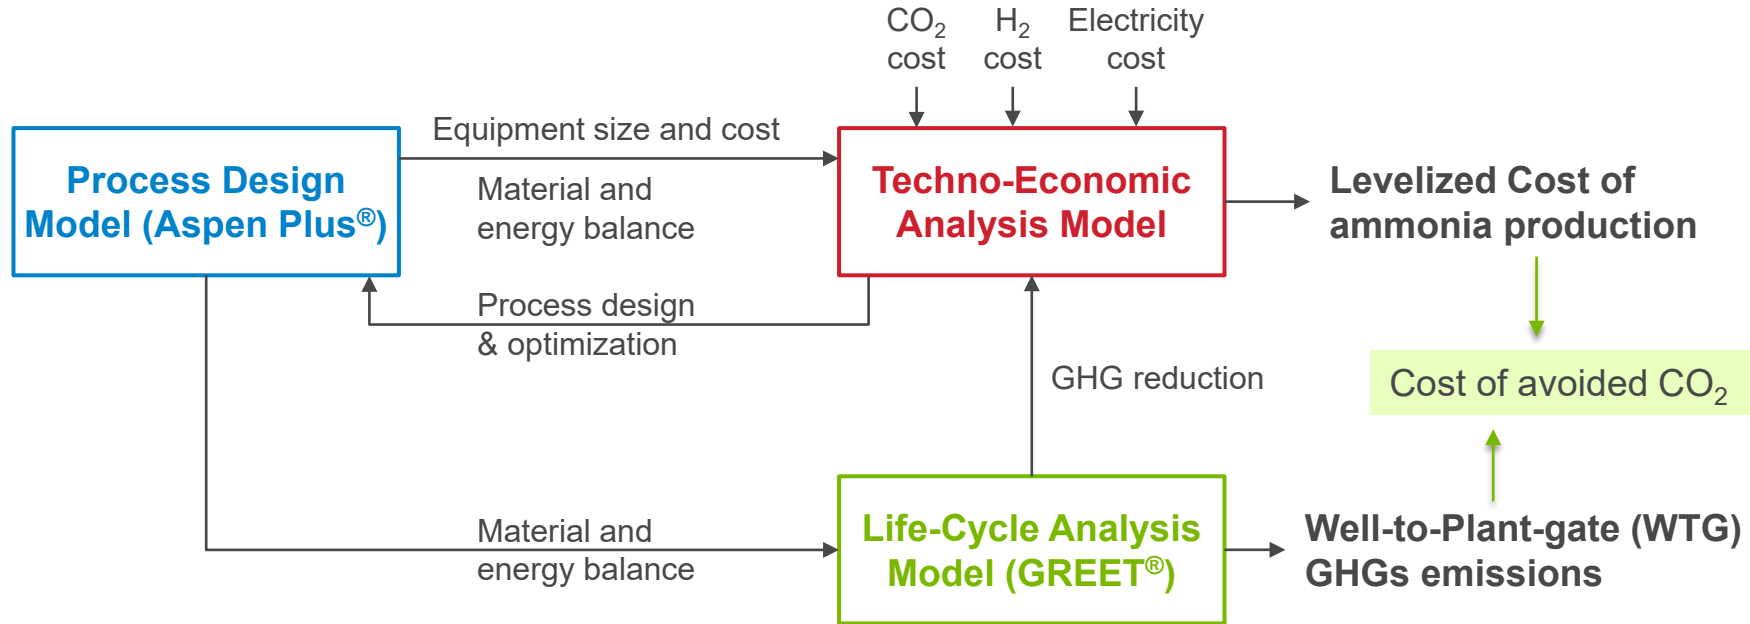 CO₂
cost
H₂
cost
Electricity
cost
Equipment size and cost
Material and
energy balance
Process Design
Model (Aspen Plus®)
Techno-Economic
Analysis Model
Levelized Cost of
ammonia production
Process design
& optimization
GHG reduction
Cost of avoided CO₂
Material and
energy balance
Life-Cycle Analysis
Model (GREET®)
Well-to-Plant-gate (WTG)
GHGs emissions